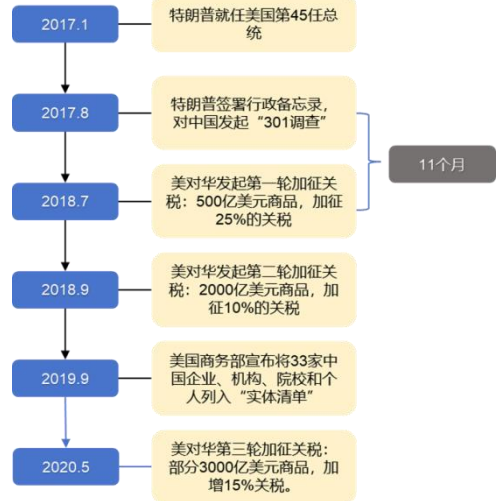 2017.1
特朗普就任美国第45任总
统
2017.8
特朗普签署行政备忘录，
对中国发起“301调查”
11个月
2018.7
美对华发起第一轮加征关
税：500亿美元商品，加征
25%的关税
2018.9
美对华发起第二轮加征关
税：2000亿美元商品，加
征10%的关税
2019.9
美国商务部宣布将33家中
国企业、机构、院校和个
人列入“实体清单”
2020.5
美对华第三轮加征关税：
部分3000亿美元商品，加
增15%关税。